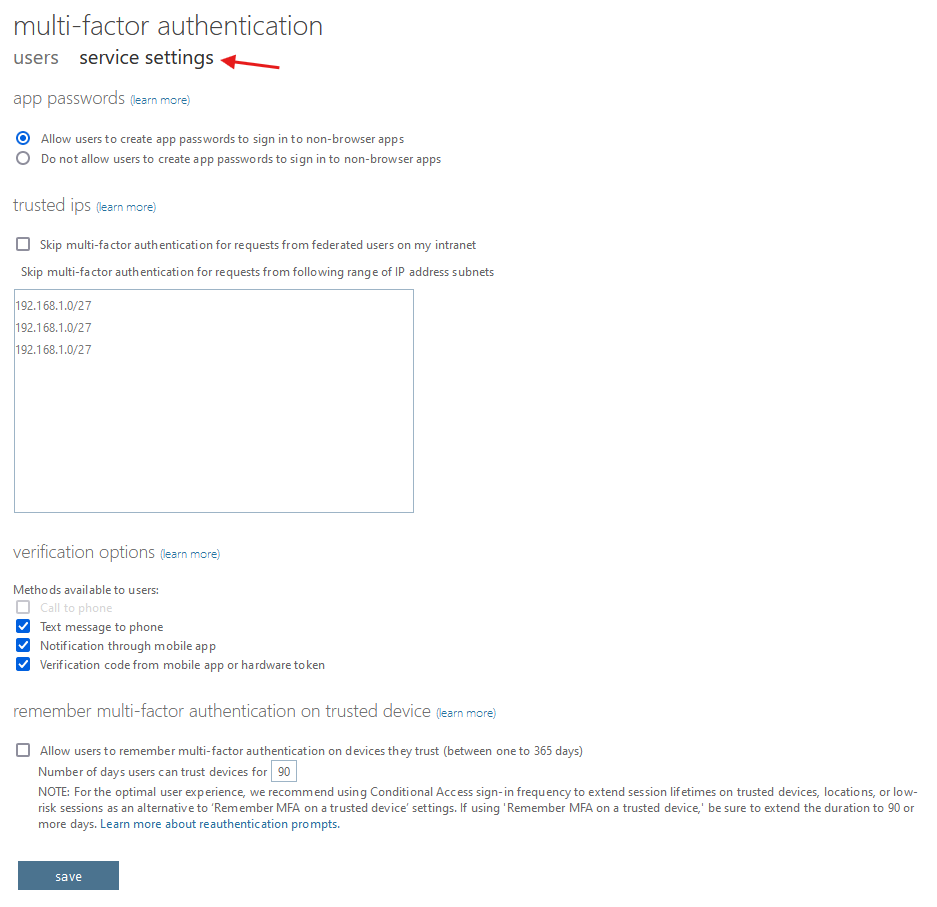 multi-factor authentication
users service settings
app passwords (learn more)
Allow users to create app passwords to sign in to non-browser apps
Do not allow users to create app passwords to sign in to non-browser apps
trusted ips (learn more)
Skip multi-factor authentication for requests from federated users on my intranet
Skip multi-factor authentication for requests from following range of IP address subnets
192.168.1.0/27
192.168.1.0/27
192.168.1.0/27
verification options (learn more)
Methods available to users:
Call to phone
Text message to phone
Notification through mobile app
Verification code from mobile app or hardware token
remember multi-factor authentication on trusted device (learn more)
Allow users to remember multi-factor authentication on devices they trust (between one to 365 days)
Number of days users can trust devices for 90
NOTE: For the optimal user experience, we recommend using Conditional Access sign-in frequency to extend session lifetimes on trusted devices, locations, or low-
risk sessions as an alternative to 'Remember MFA on a trusted device' settings. If using 'Remember MFA on a trusted device,' be sure to extend the duration to 90 or
more days. Learn more about reauthentication prompts.
save